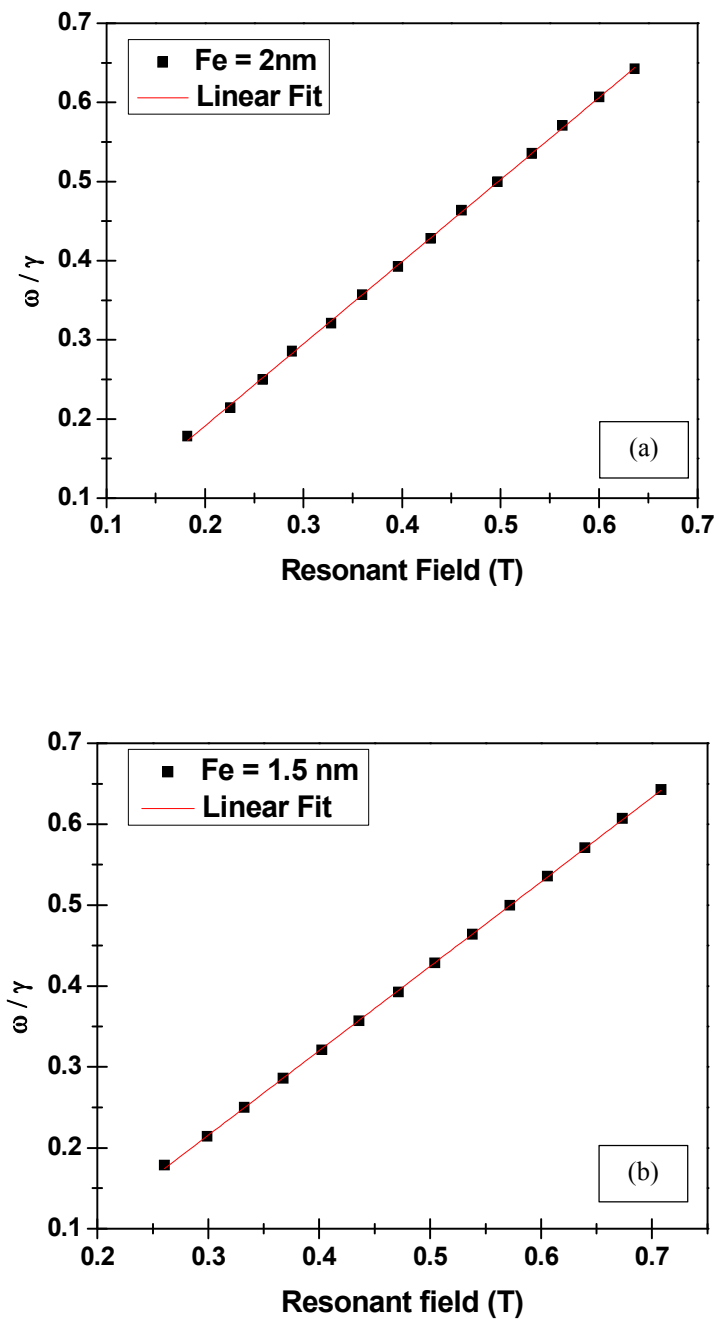 0.7
Fe = 2nm
Linear Fit
0.6
0.5
0.4
ω / γ
0.3
0.2
(a)
0.1
0.1 0.2 0.3 0.4 0.5 0.6 0.7
Resonant Field (T)
0.7
Fe = 1.5 nm
Linear Fit
0.6
0.5
0.4
ω / γ
0.3
0.2
(b)
0.1
0.2 0.3 0.4 0.5 0.6 0.7
Resonant field (T)